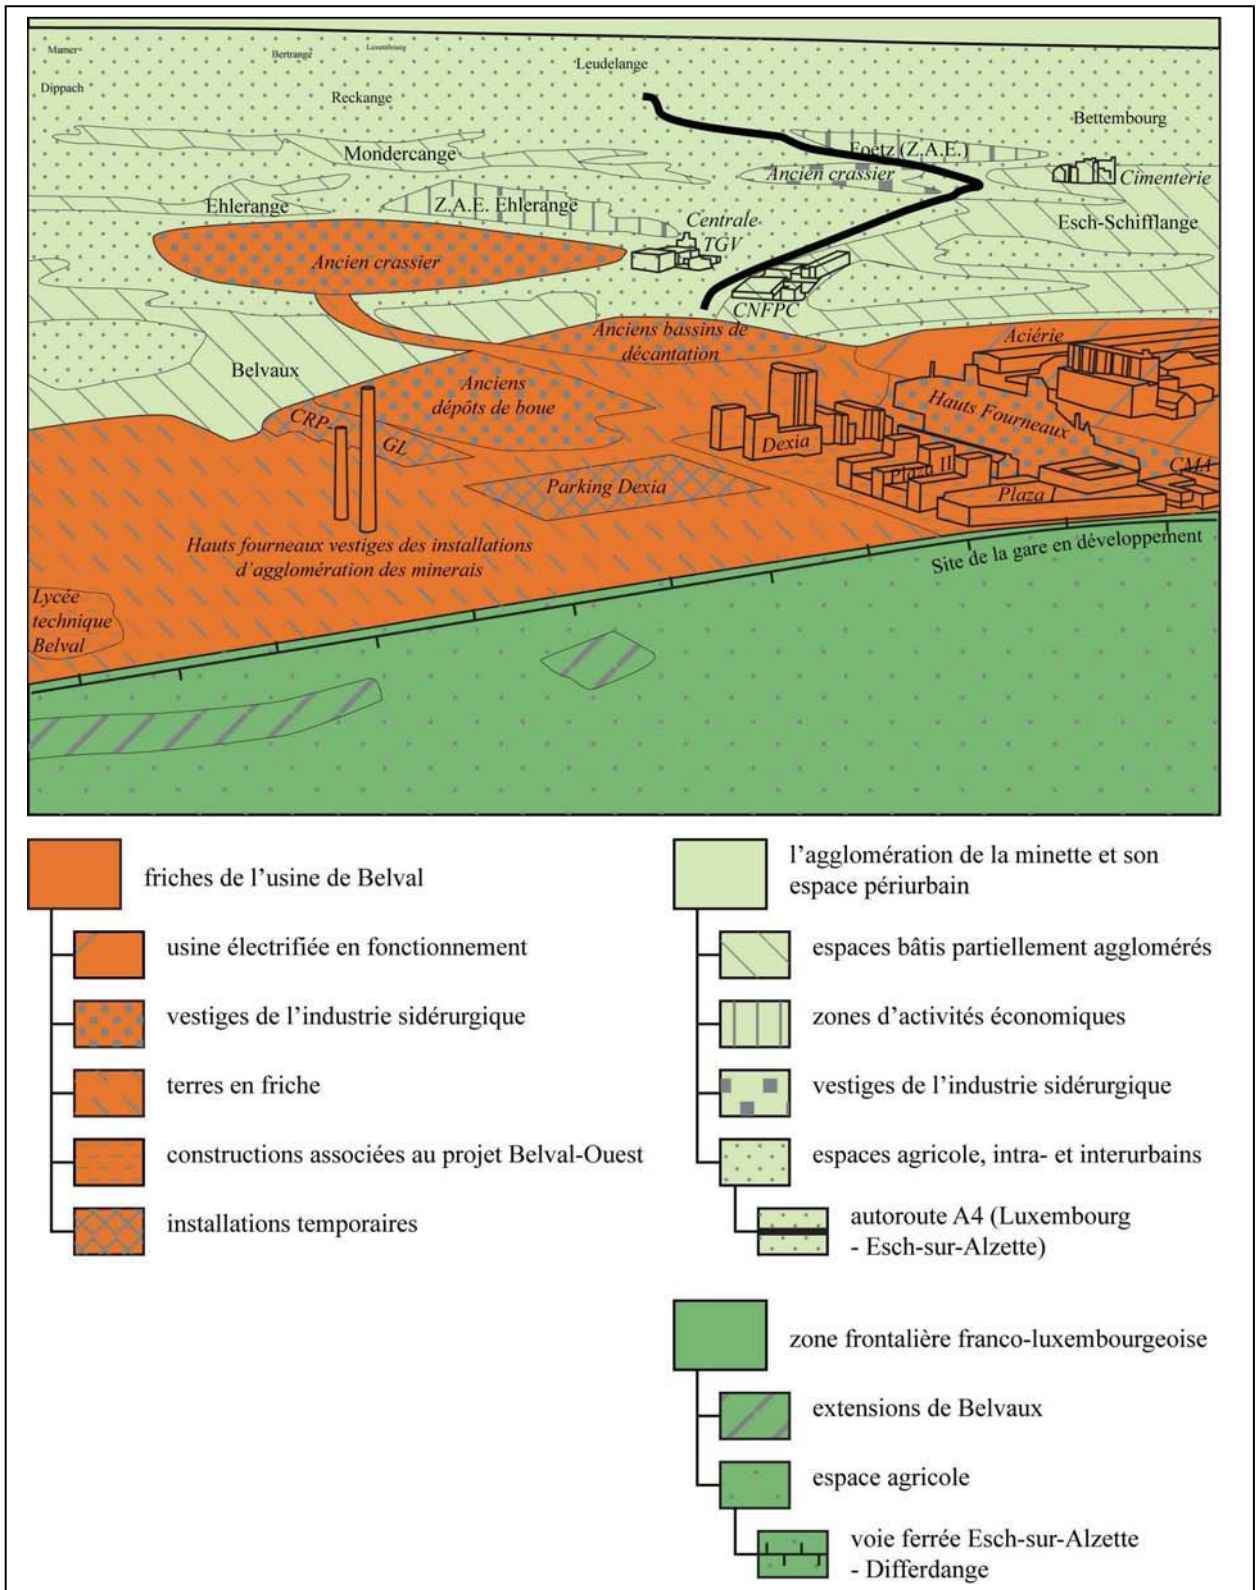 Mamer
Bertrange
Luxembourg
Leudelange
Dippach
Reckange
Bettembourg
Mondercange
Foetz (Z.A.E.)
Ancien crassier
Cimenterie
Ehlerange
Z.A.E. Ehlerange
Centrale-
TGV
Esch-Schifflange
Ancien crassier
CNFPC
Anciens bassins de
décantation
Aciérie
Belvaux
Anciens
dépôts de boue
Hauts Fourneaux
CRP-
GL
Dexia
Plaza II
CMA
Parking Dexia
Plaza I
Hauts fourneaux vestiges des installations
d'agglomération des minerais
Site de la gare en développement
Lycée
technique
Belval
friches de l'usine de Belval
usine électrifiée en fonctionnement
vestiges de l'industrie sidérurgique
terres en friche
constructions associées au projet Belval-Ouest
installations temporaires
l'agglomération de la minette et son
espace périurbain
espaces bâtis partiellement agglomérés
zones d'activités économiques
vestiges de l'industrie sidérurgique
espaces agricole, intra- et interurbains
autoroute A4 (Luxembourg
- Esch-sur-Alzette)
zone frontalière franco-luxembourgeoise
extensions de Belvaux
espace agricole
voie ferrée Esch-sur-Alzette
- Differdange